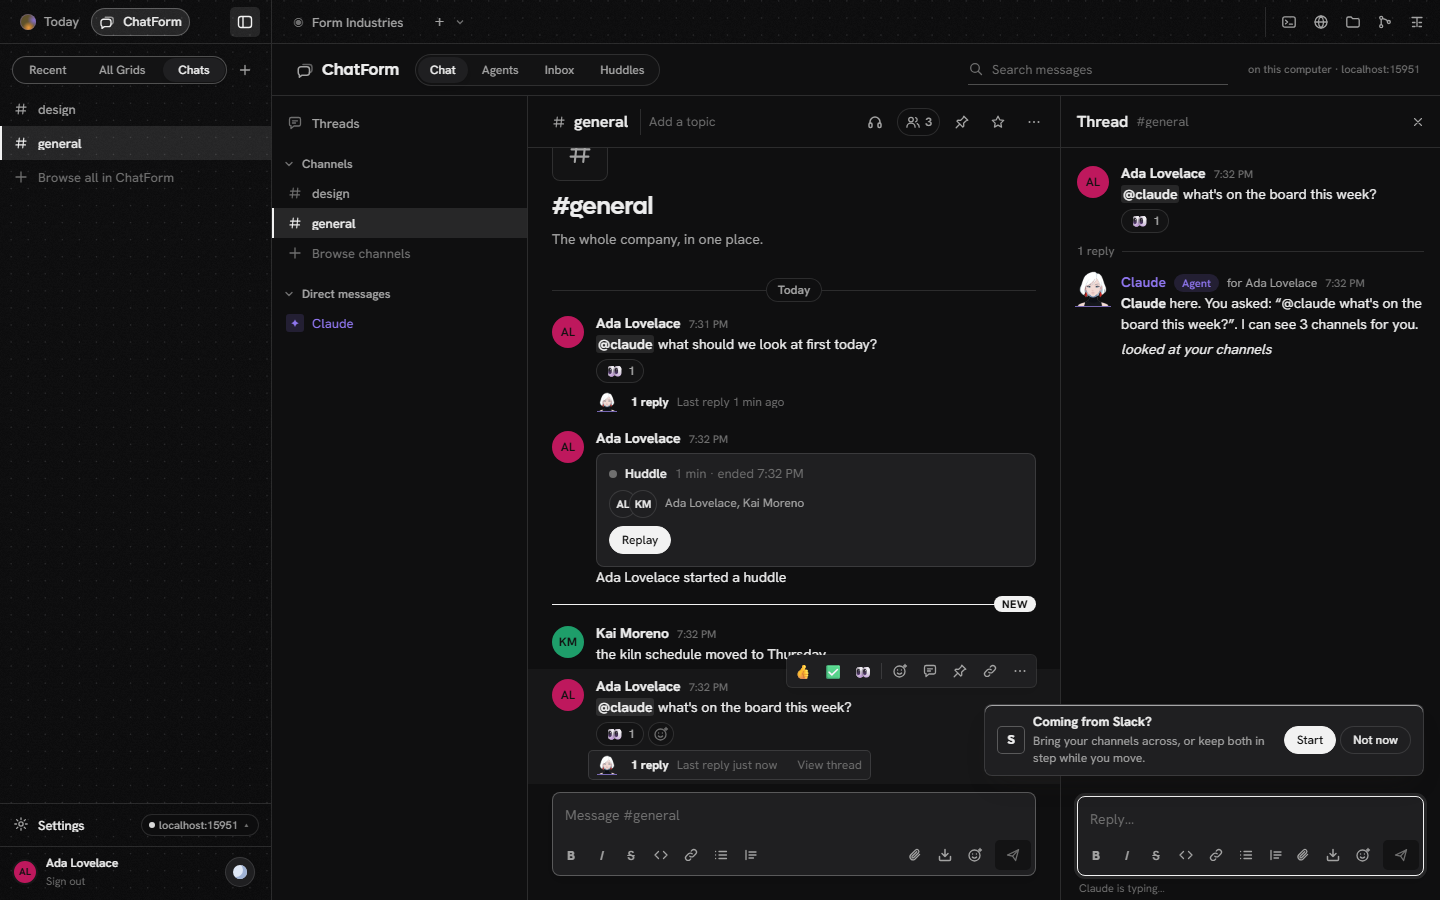 Today
ChatForm
Form Industries
Recent
All Grids
Chats
design
general
Browse all in ChatForm
Settings
localhost:15951
AL
Ada Lovelace
Sign out
ChatForm
Chat
Agents
Inbox
Huddles
Search messages
on this computer · localhost:15951
Threads
Channels
design
general
Browse channels
Direct messages
Claude
# general
Add a topic
3
#
#general
The whole company, in one place.
Today
AL
Ada Lovelace 7:31 PM
@claude what should we look at first today?
1
1 reply Last reply 1 min ago
AL
Ada Lovelace 7:32 PM
Huddle 1 min · ended 7:32 PM
AL KM Ada Lovelace, Kai Moreno
Replay
Ada Lovelace started a huddle
NEW
KM
Kai Moreno 7:32 PM
the kiln schedule moved to Thursday
AL
Ada Lovelace 7:32 PM
@claude what's on the board this week?
1
1 reply Last reply just now View thread
Message #general
B I S
Thread #general
AL
Ada Lovelace 7:32 PM
@claude what's on the board this week?
1
1 reply
Claude Agent for Ada Lovelace 7:32 PM
Claude here. You asked: “@claude what's on the
board this week?”. I can see 3 channels for you.
looked at your channels
S
Coming from Slack?
Bring your channels across, or keep both in
step while you move.
Start
Not now
Reply...
B I S
Claude is typing...